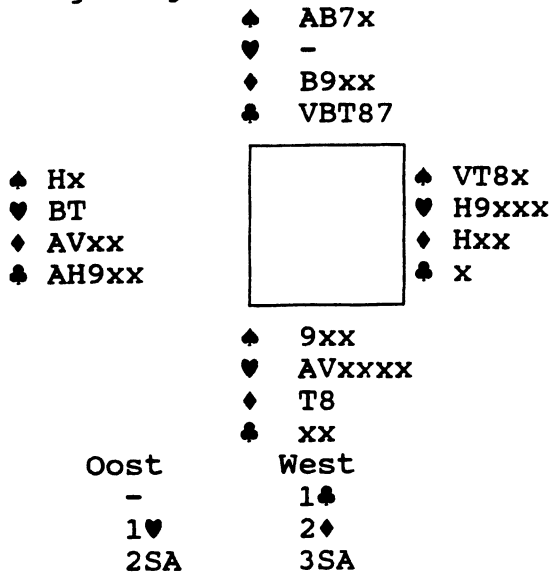 ♠ AB7x
♥ -
♦ B9xx
♣ VBT87
♠ Hx ♠ VT8x
♥ BT ♥ H9xxx
♦ AVxx ♦ Hxx
♣ AH9xx ♣ x
♠ 9xx
♥ AVxxxx
♦ T8
♣ xx
Oost West
- 1♣
1♥ 2♦
2SA 3SA